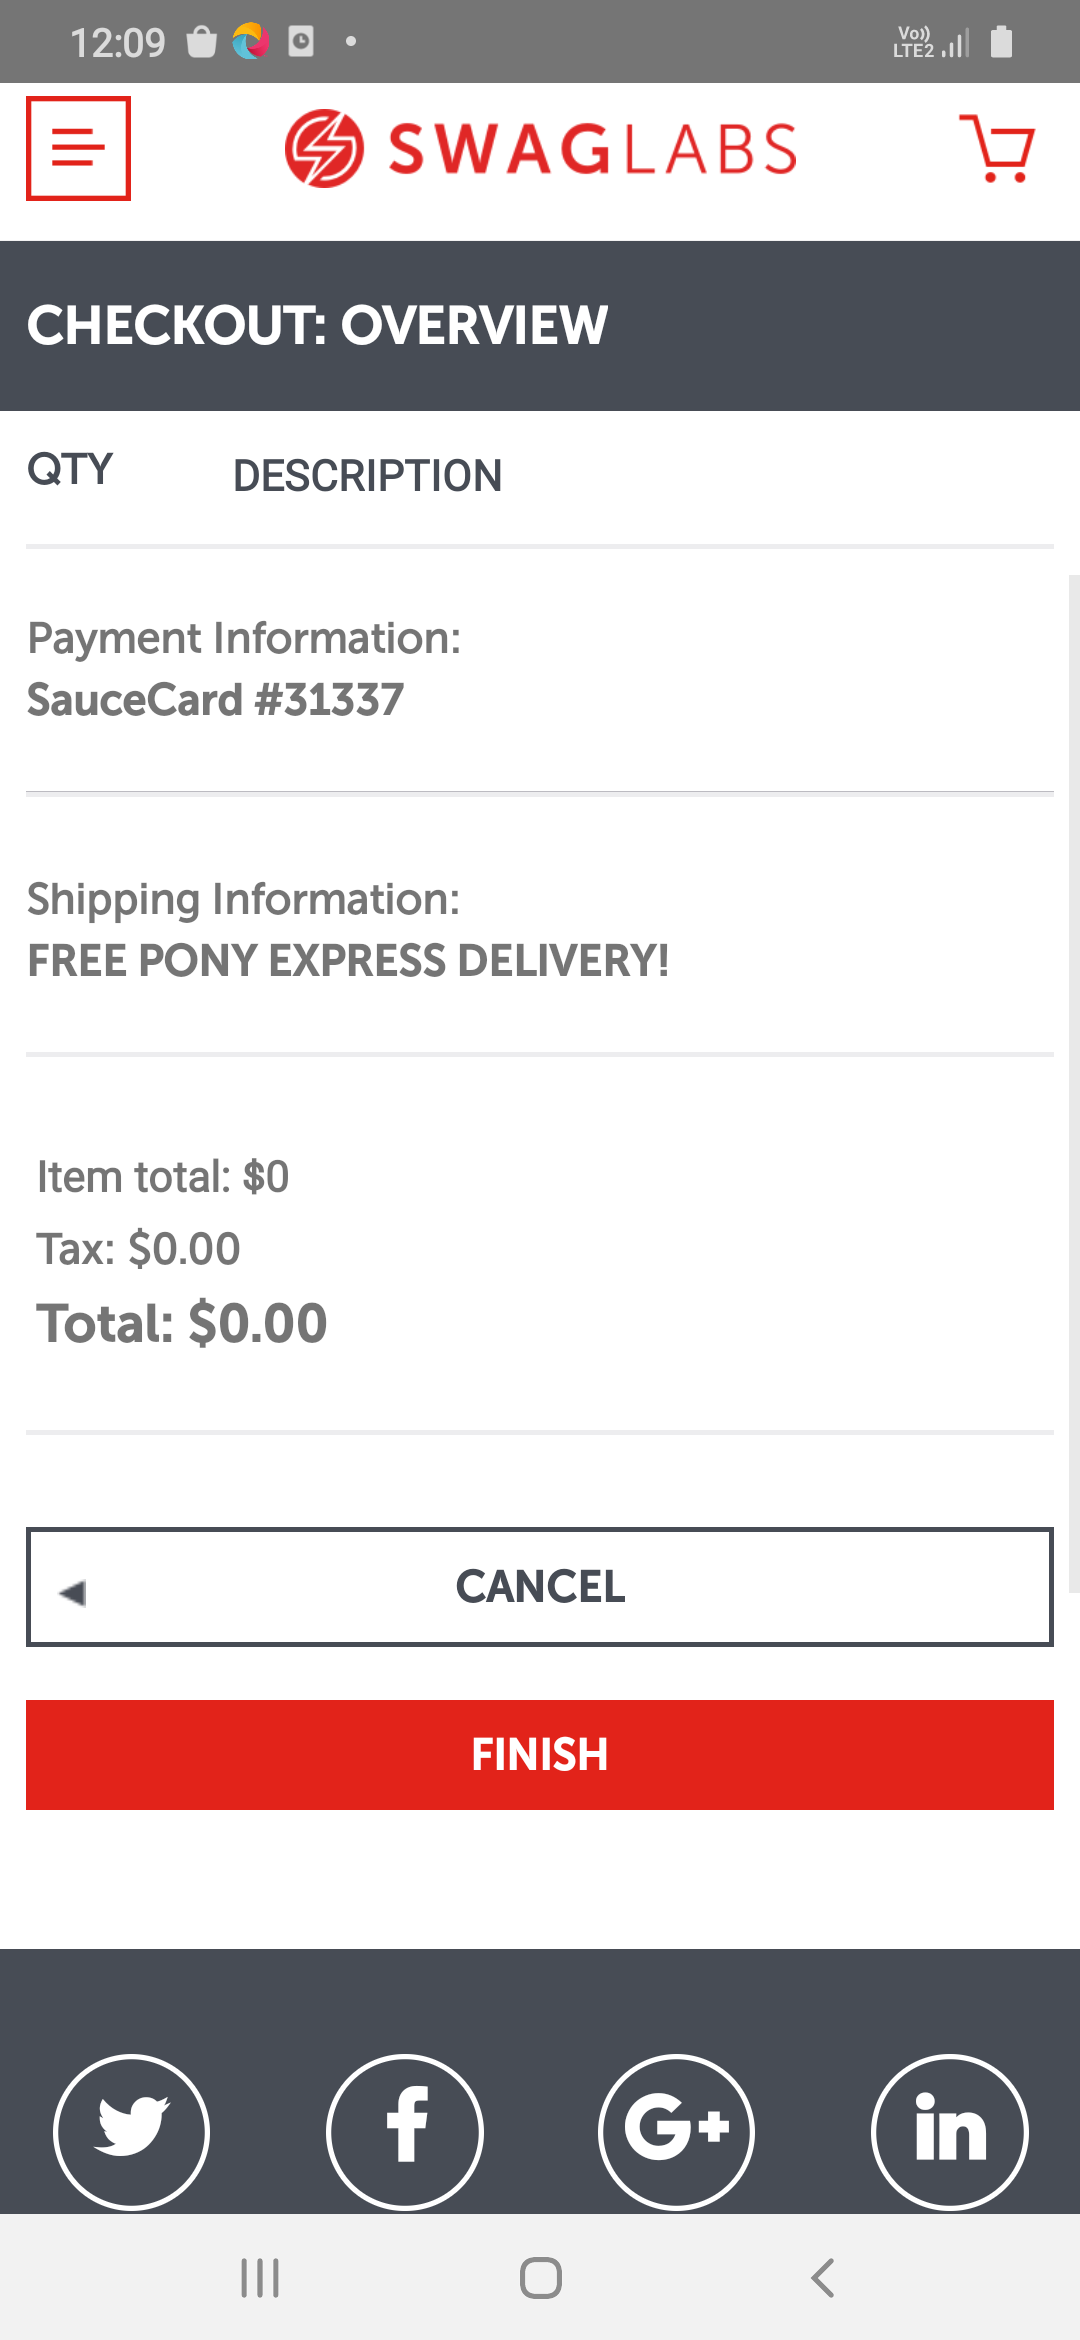 12:09
Vo)) LTE2
SWAGLABS
CHECKOUT: OVERVIEW
QTY DESCRIPTION
Payment Information:
SauceCard #31337
Shipping Information:
FREE PONY EXPRESS DELIVERY!
Item total: $0
Tax: $0.00
Total: $0.00
CANCEL
FINISH
f G+ in